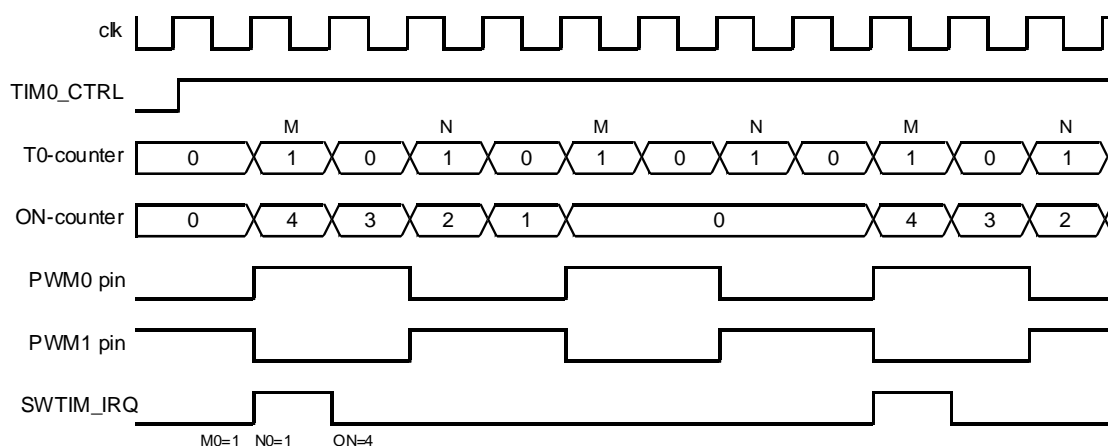 clk
TIM0_CTRL
M N M N M N
T0-counter 0 1 0 1 0 1 0 1 0 1 0 1
ON-counter 0 4 3 2 1 0 4 3 2
PWM0 pin
PWM1 pin
SWTIM_IRQ
M0=1 N0=1 ON=4